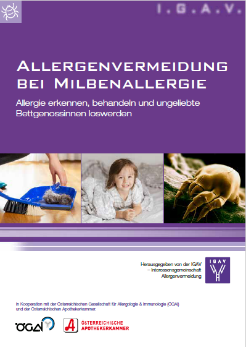 I.G.A.V.
ALLERGENVERMEIDUNG
BEI MILBENALLERGIE
Allergie erkennen, behandeln und ungeliebte
Bettgenossinnen loswerden
Herausgegeben von der IGAV
- Interessensgemeinschaft
Allergenvermeidung
IGAV
In Kooperation mit der Österreichischen Gesellschaft für Allergologie & Immunologie (ÖGAI)
und der Österreichischen Apothekerkammer
ÖGAI
ÖSTERREICHISCHE
APOTHEKERKAMMER